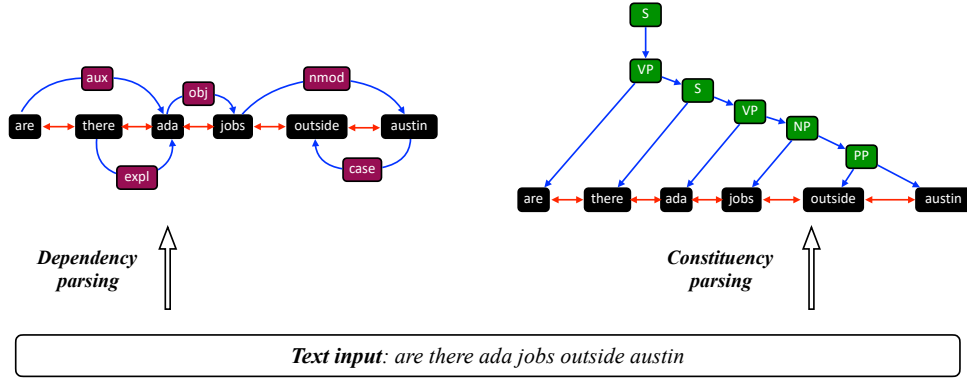 S
VP
S
VP
NP
PP
aux
obj
nmod
are there ada jobs outside austin
expl
case
are there ada jobs outside austin
Dependency
parsing
Constituency
parsing
Text input: are there ada jobs outside austin